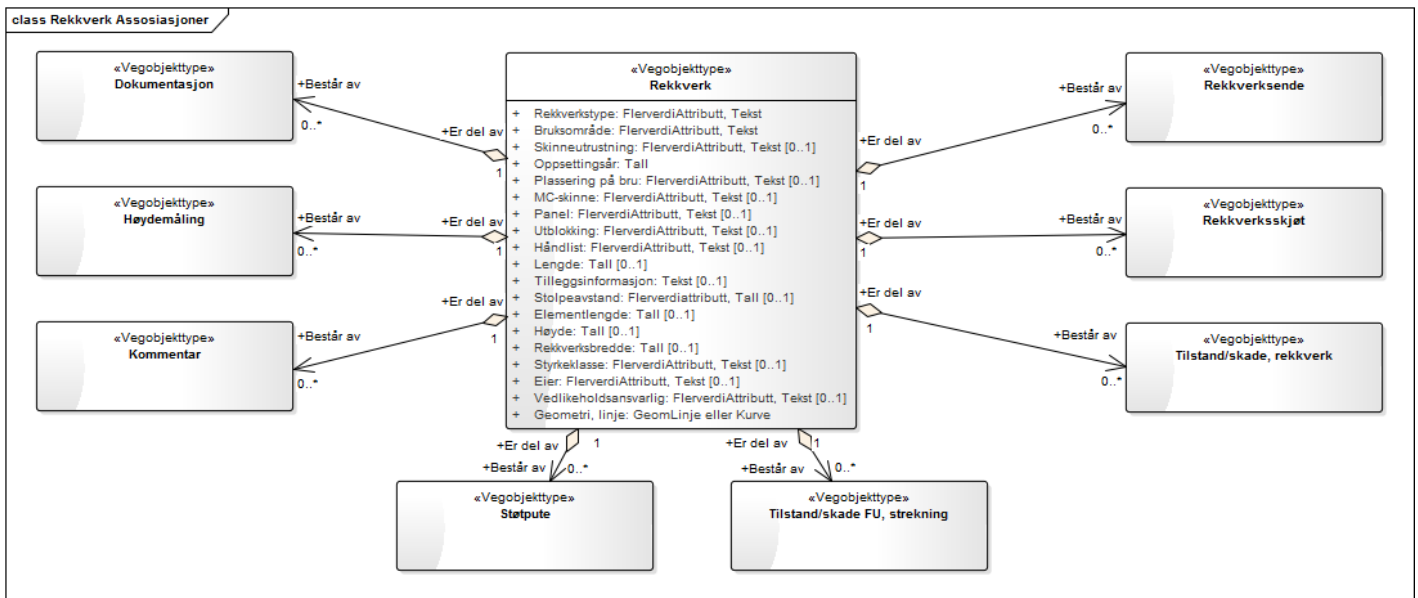 class Rekkverk Assosiasjoner
«Vegobjekttype»
Dokumentasjon
+Består av
0..*
+Er del av
1
«Vegobjekttype»
Høydemåling
+Består av
0..*
+Er del av
1
«Vegobjekttype»
Kommentar
+Består av
0..*
+Er del av
1
«Vegobjekttype»
Rekkverk
+ Rekkverkstype: FlerverdiAttributt, Tekst
+ Bruksområde: FlerverdiAttributt, Tekst
+ Skinneutrustning: FlerverdiAttributt, Tekst [0..1]
+ Oppsettingsår: Tall
+ Plassering på bru: FlerverdiAttributt, Tekst [0..1]
+ MC-skinne: FlerverdiAttributt, Tekst [0..1]
+ Panel: FlerverdiAttributt, Tekst [0..1]
+ Utblokking: FlerverdiAttributt, Tekst [0..1]
+ Håndlist: FlerverdiAttributt, Tekst [0..1]
+ Lengde: Tall [0..1]
+ Tilleggsinformasjon: Tekst [0..1]
+ Stolpeavstand: Flerverdiattributt, Tall [0..1]
+ Elementlengde: Tall [0..1]
+ Høyde: Tall [0..1]
+ Rekkverksbredde: Tall [0..1]
+ Styrkeklasse: FlerverdiAttributt, Tekst [0..1]
+ Eier: FlerverdiAttributt, Tekst [0..1]
+ Vedlikeholdsansvarlig: FlerverdiAttributt, Tekst [0..1]
+ Geometri, linje: GeomLinje eller Kurve
+Er del av
1
+Består av
0..*
«Vegobjekttype»
Rekkverksende
+Er del av
1
+Består av
0..*
«Vegobjekttype»
Rekkverksskjøt
+Er del av
1
+Består av
0..*
«Vegobjekttype»
Tilstand/skade, rekkverk
+Er del av
1
+Består av
0..*
«Vegobjekttype»
Støtpute
+Er del av
1
+Består av
0..*
«Vegobjekttype»
Tilstand/skade FU, strekning